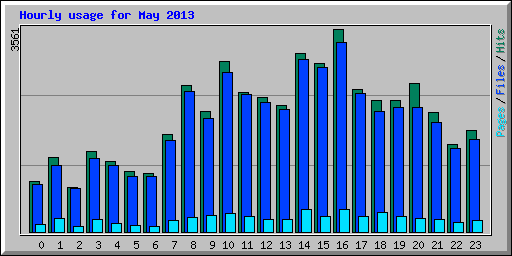 Hourly usage for May 2013
3561
Pages/Files/Hits
0 1 2 3 4 5 6 7 8 9 10 11 12 13 14 15 16 17 18 19 20 21 22 23